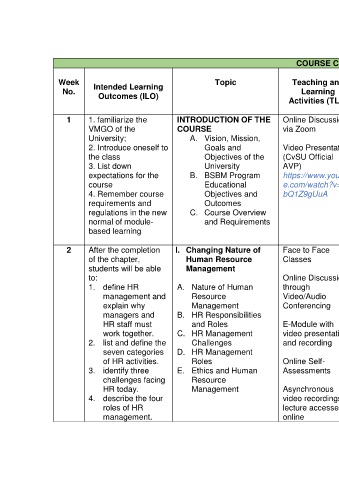 COURSE C
Week
No.
Intended Learning
Outcomes (ILO)
Topic
Teaching an
Learning
Activities (TL
1
1. familiarize the
VMGO of the
University;
2. Introduce oneself to
the class
3. List down
expectations for the
course
4. Remember course
requirements and
regulations in the new
normal of module-
based learning
INTRODUCTION OF THE
COURSE
A. Vision, Mission,
Goals and
Objectives of the
University
B. BSBM Program
Educational
Objectives and
Outcomes
C. Course Overview
and Requirements
Online Discussi
via Zoom
Video Presentat
(CvSU Official
AVP)
https://www.you
e.com/watch?v=
bQ1Z9gUuA
2
After the completion
of the chapter,
students will be able
to:
1. define HR
management and
explain why
managers and
HR staff must
work together.
2. list and define the
seven categories
of HR activities.
3. identify three
challenges facing
HR today.
4. describe the four
roles of HR
management.
I. Changing Nature of
Human Resource
Management
A. Nature of Human
Resource
Management
B. HR Responsibilities
and Roles
C. HR Management
Challenges
D. HR Management
Roles
E. Ethics and Human
Resource
Management
Face to Face
Classes
Online Discussi
through
Video/Audio
Conferencing
E-Module with
video presentati
and recording
Online Self-
Assessments
Asynchronous
video recordings
lecture accesse
online